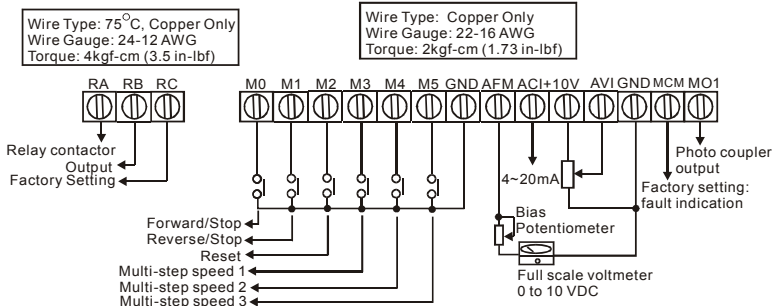 Wire Type: 75°C, Copper Only
Wire Gauge: 24-12 AWG
Torque: 4kgf-cm (3.5 in-lbf)
Wire Type: Copper Only
Wire Gauge: 22-16 AWG
Torque: 2kgf-cm (1.73 in-lbf)
RA RB RC
M0 M1 M2 M3 M4 M5 GND AFM ACI +10V AVI GND MCM MO1
Relay contactor
Output
Factory Setting
4~20mA
Photo coupler
output
Factory setting:
fault indication
Bias
Potentiometer
Full scale voltmeter
0 to 10 VDC
Forward/Stop
Reverse/Stop
Reset
Multi-step speed 1
Multi-step speed 2
Multi-step speed 3